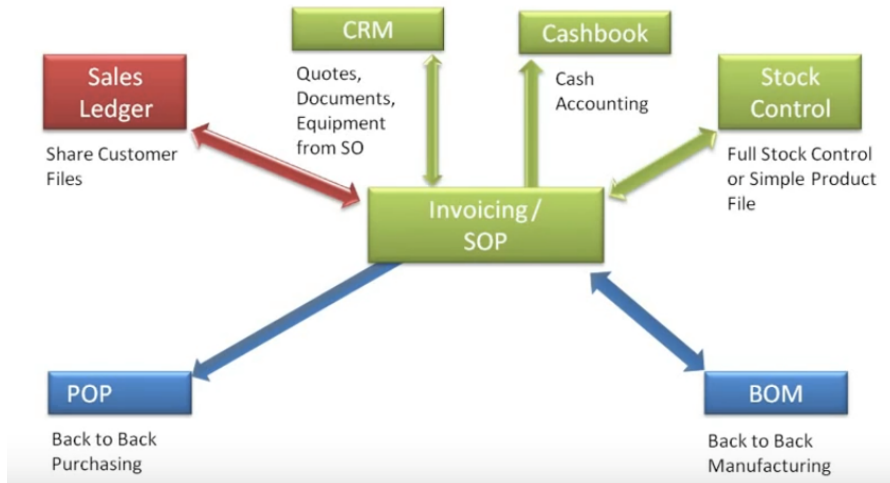 CRM
Quotes,
Documents,
Equipment
from SO
Cashbook
Cash
Accounting
Sales
Ledger
Share Customer
Files
Stock
Control
Full Stock Control
or Simple Product
File
Invoicing/
SOP
POP
Back to Back
Purchasing
BOM
Back to Back
Manufacturing